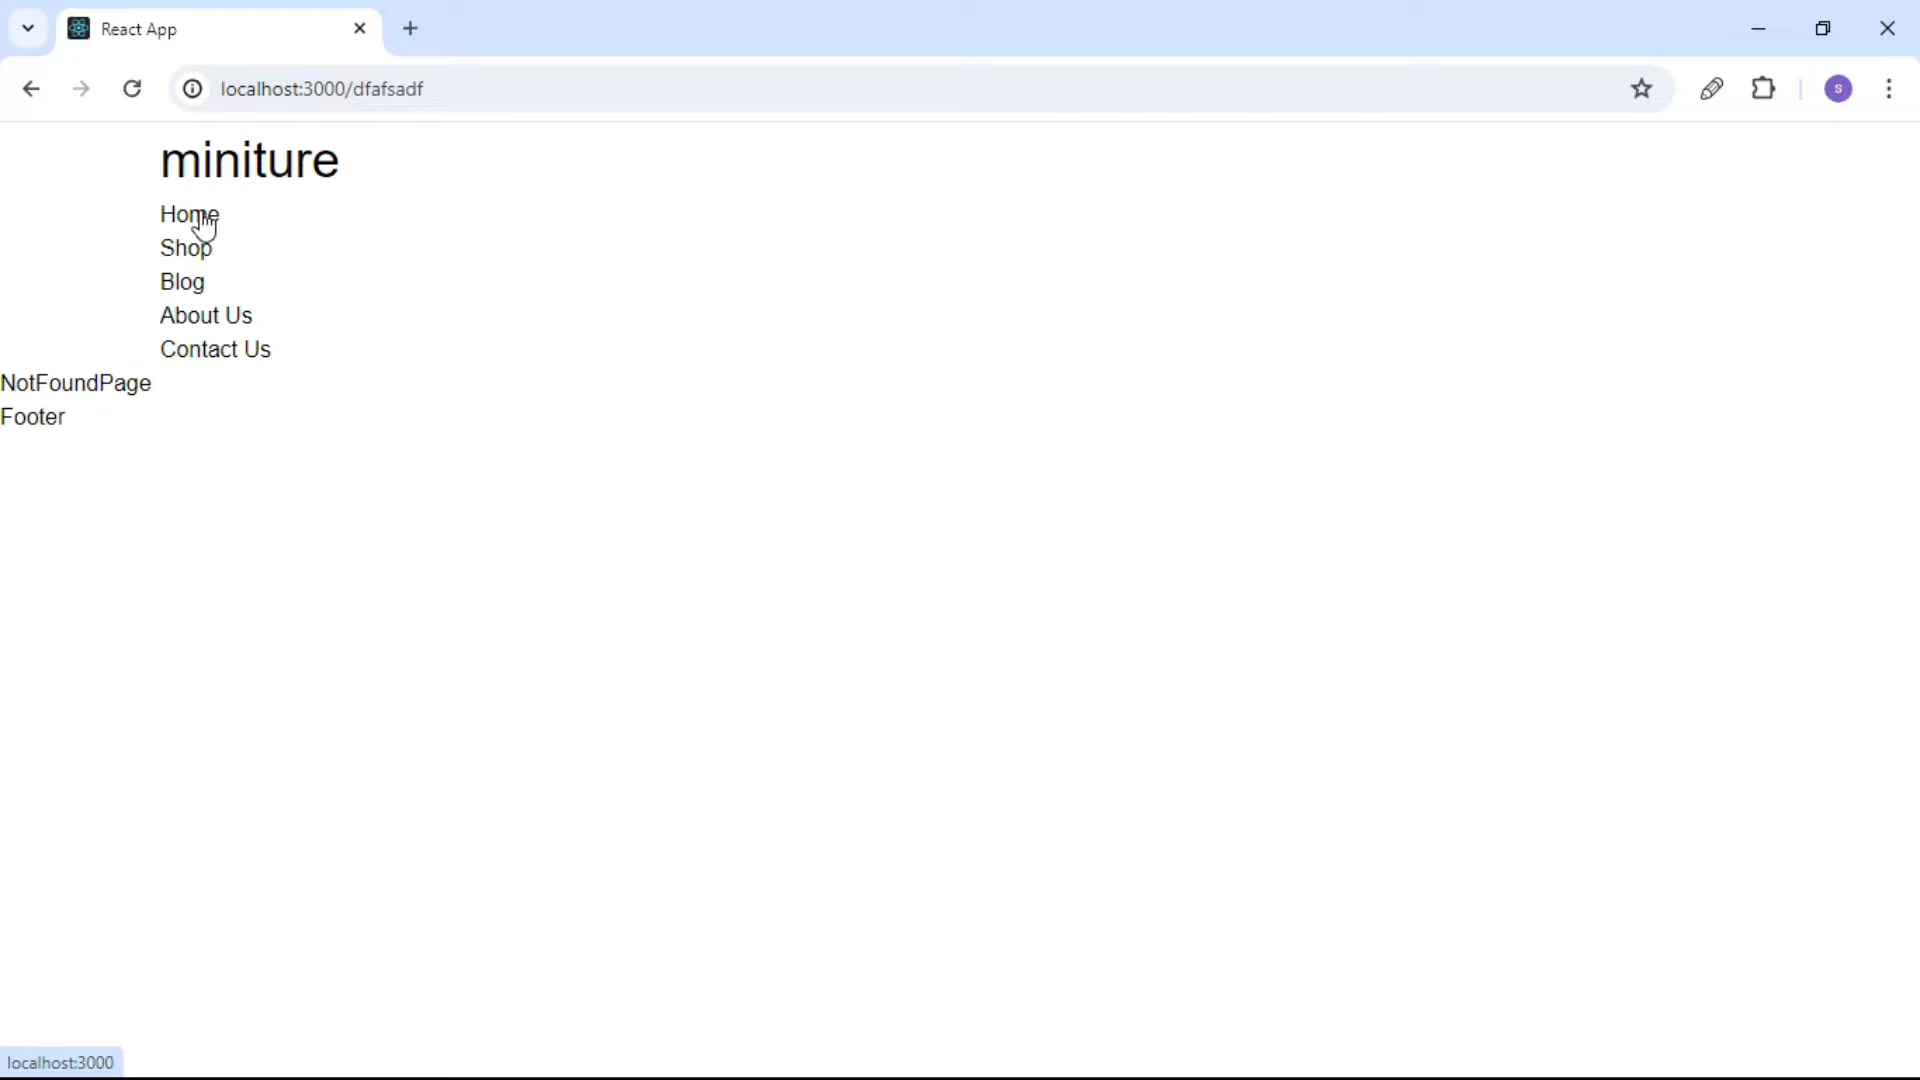 React App
localhost:3000/dfafsadf
S
miniture
Home
Shop
Blog
About Us
Contact Us
NotFoundPage
Footer
localhost:3000